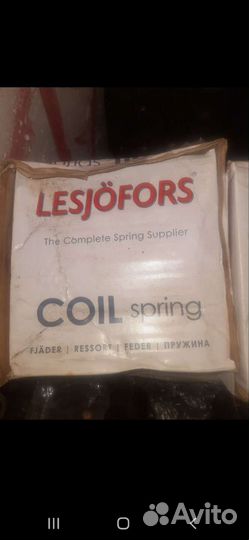 LESJÖFORS
The Complete Spring Supplier
COIL spring
FJÄDER | RESSORT | FEDER | ПРУЖИНА
Avito